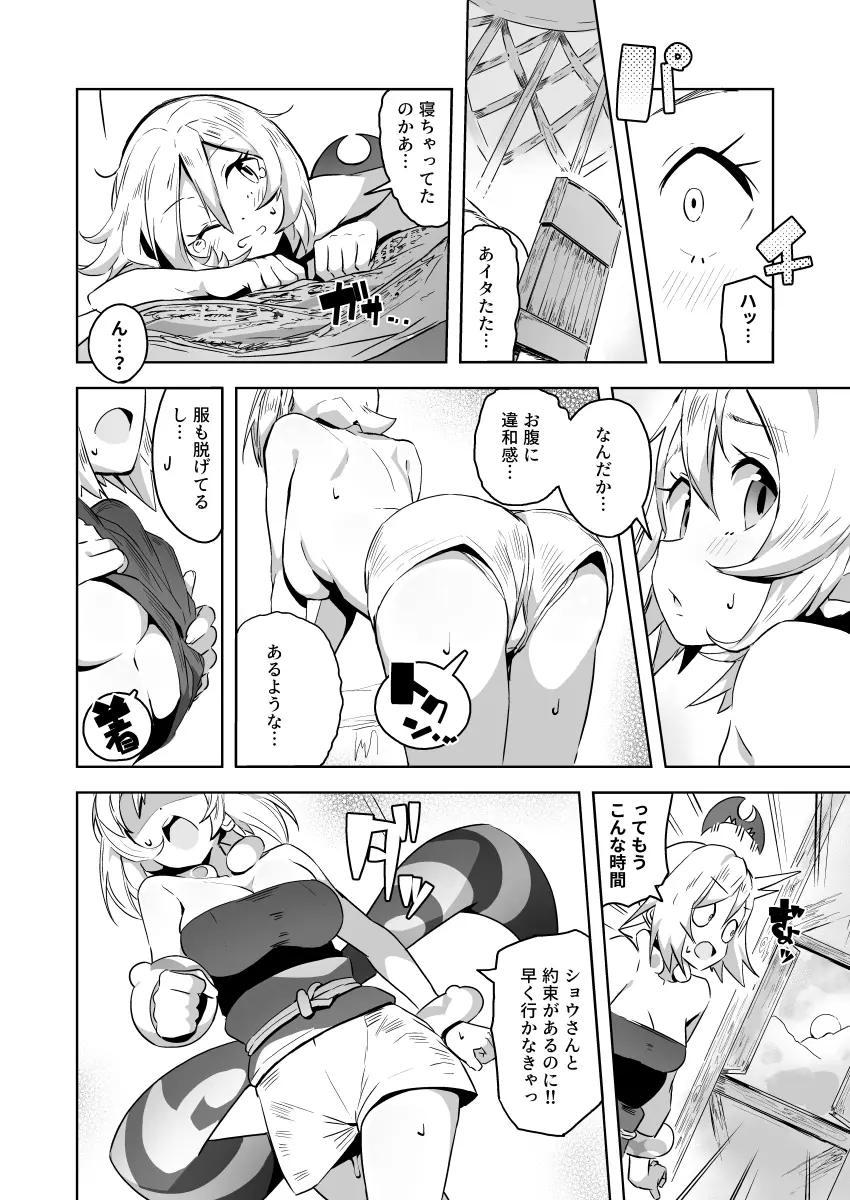 パチ
ハッ…
あイタたた…
寝ちゃってた
のかあ…
ガサ…
ん…？
なんだか…
お腹に
違和感…
トクン…
あるような…
服も脱げてる
し…
着
ってもう
こんな時間
ぎょッ
ダッ
ショウさんと
約束があるのに!!
早く行かなきゃっ